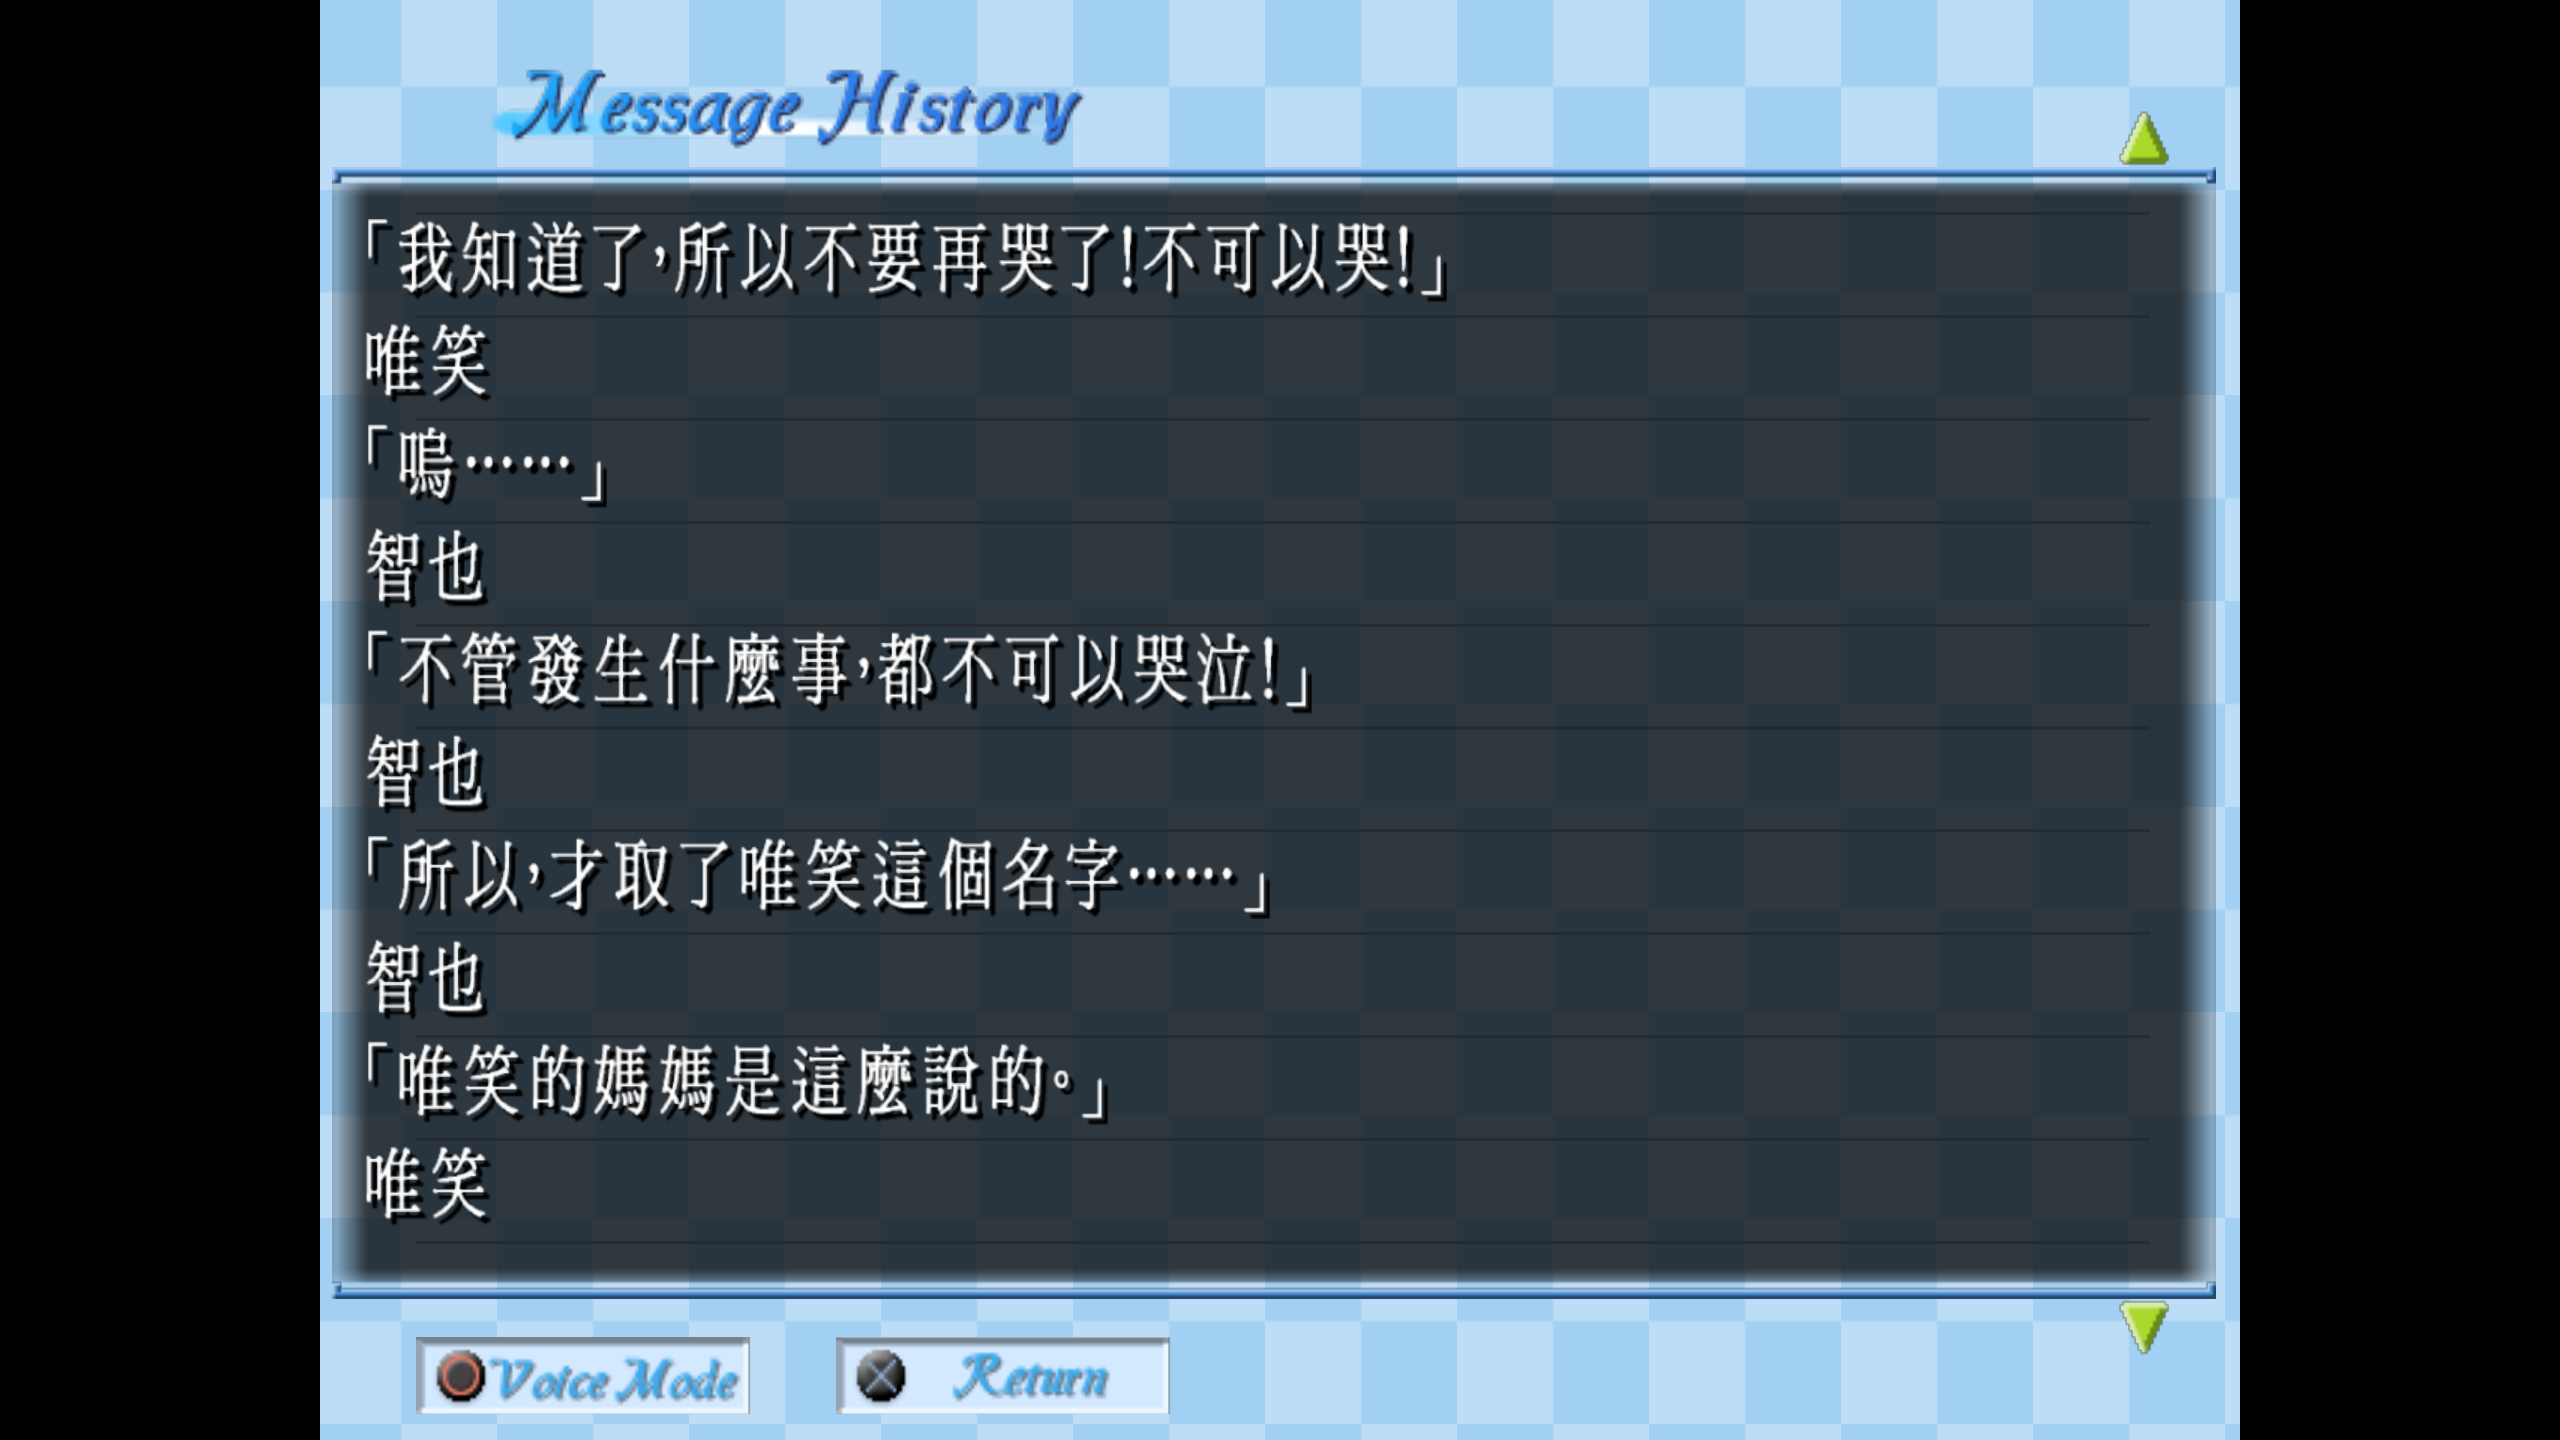 Message History
「我知道了，所以不要再哭了！不可以哭！」
唯笑
「嗚……」
智也
「不管發生什麼事，都不可以哭泣！」
智也
「所以，才取了唯笑這個名字……」
智也
「唯笑的媽媽是這麼說的。」
唯笑
Voice Mode
Return